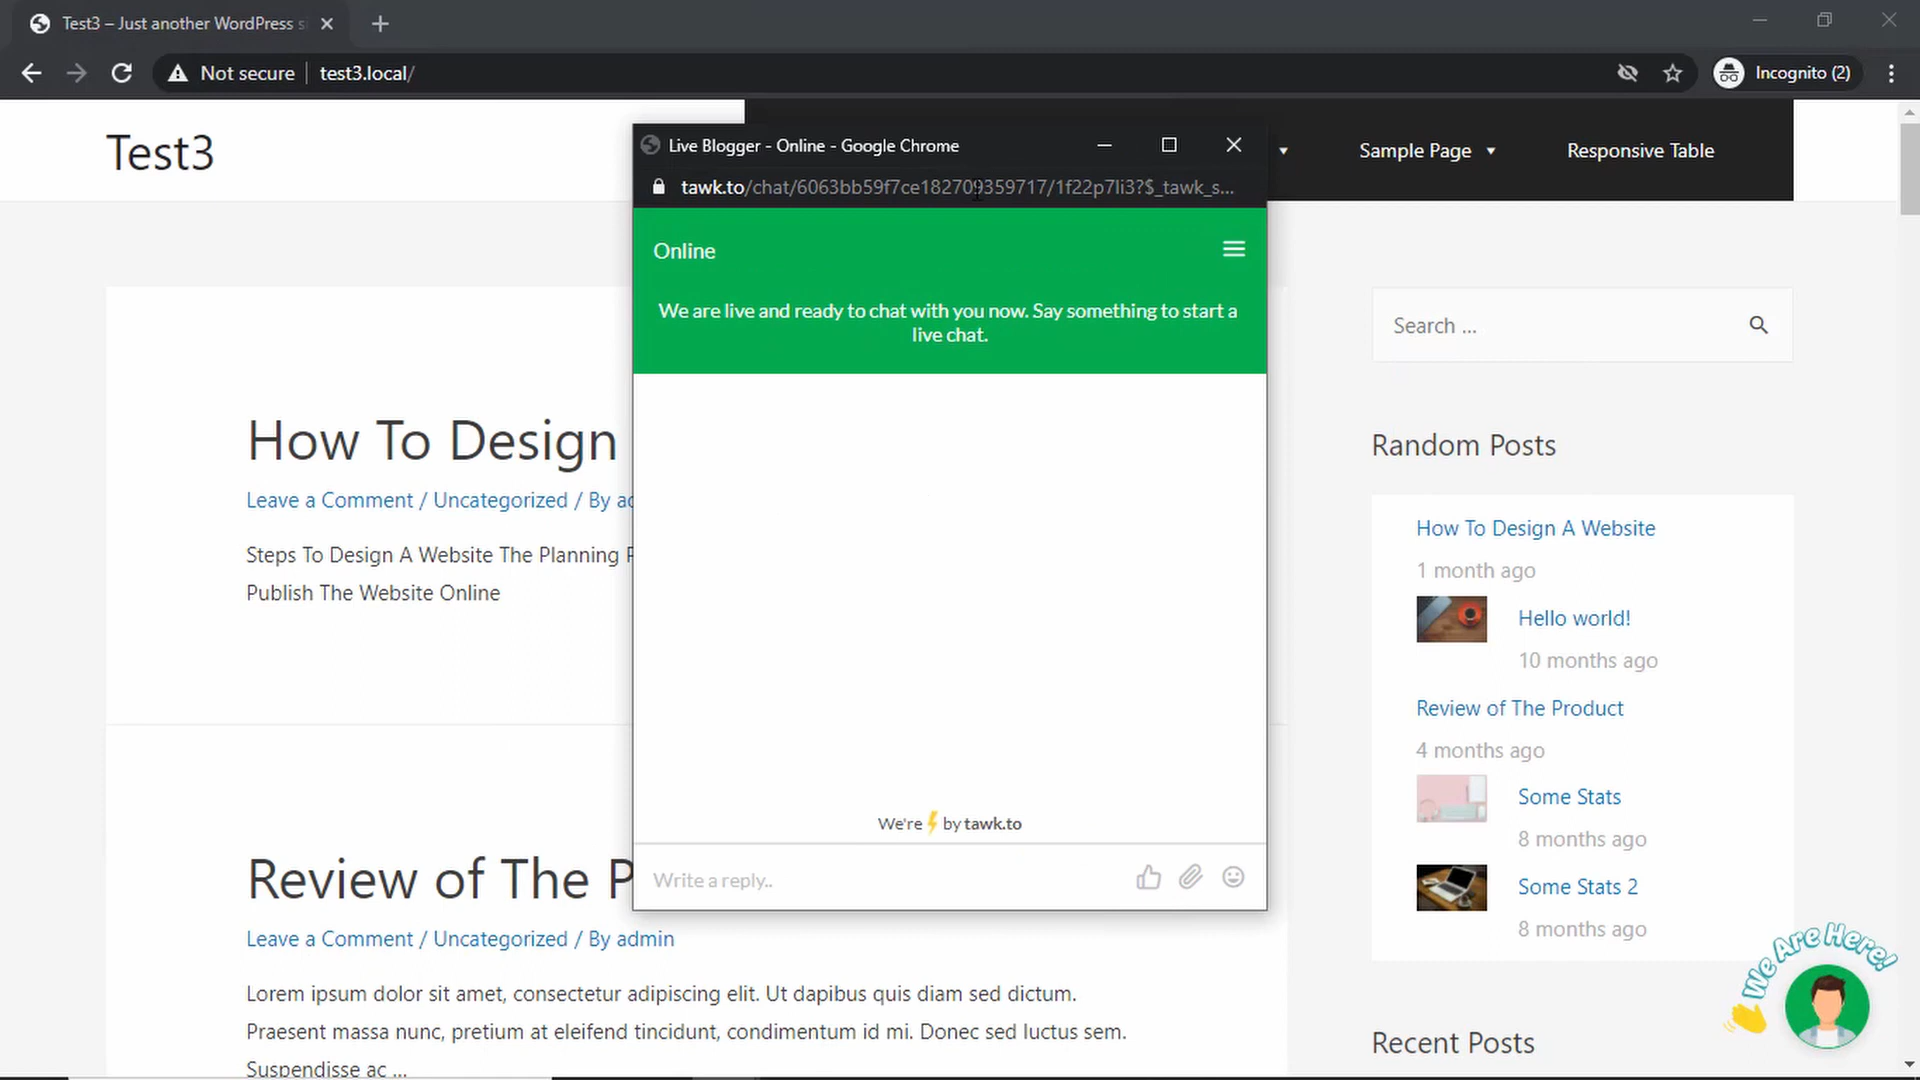 Test3 – Just another WordPress s
Not secure
test3.local/
Incognito (2)
Test3
Sample Page
Responsive Table
Live Blogger - Online - Google Chrome
tawk.to/chat/6063bb59f7ce182709359717/1f22p7li3?$_tawk_s...
Online
We are live and ready to chat with you now. Say something to start a
live chat.
We're by tawk.to
Write a reply..
How To Design
Leave a Comment / Uncategorized / By ad
Steps To Design A Website The Planning P
Publish The Website Online
Review of The P
Leave a Comment / Uncategorized / By admin
Lorem ipsum dolor sit amet, consectetur adipiscing elit. Ut dapibus quis diam sed dictum.
Praesent massa nunc, pretium at eleifend tincidunt, condimentum id mi. Donec sed luctus sem.
Suspendisse ac ...
Search ...
Random Posts
How To Design A Website
1 month ago
Hello world!
10 months ago
Review of The Product
4 months ago
Some Stats
8 months ago
Some Stats 2
8 months ago
We Are Here!
Recent Posts